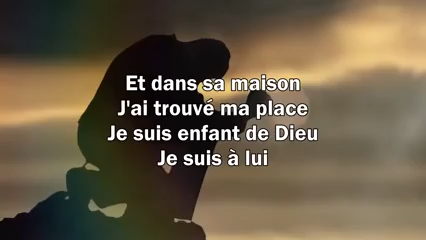 Et dans sa maison
J'ai trouvé ma place
Je suis enfant de Dieu
Je suis à lui